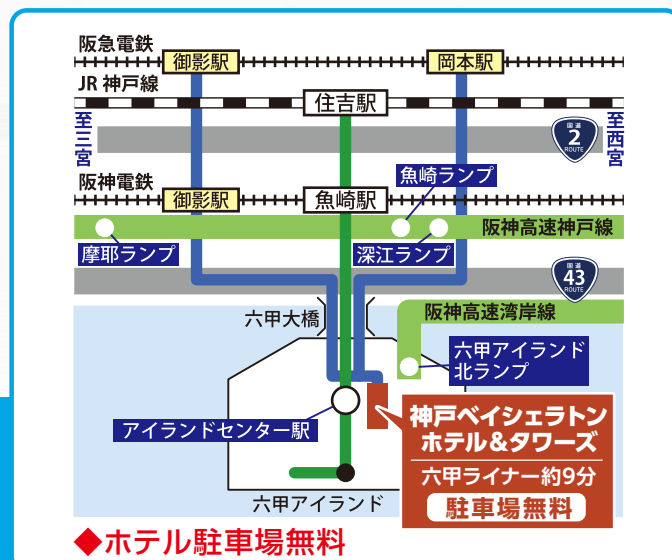 阪急電鉄
御影駅
岡本駅
JR 神戸線
住吉駅
至三宮
国道
2
ROUTE
至西宮
阪神電鉄
御影駅
魚崎駅
魚崎ランプ
阪神高速神戸線
摩耶ランプ
深江ランプ
国道
43
ROUTE
六甲大橋
阪神高速湾岸線
六甲アイランド
北ランプ
アイランドセンター駅
神戸ベイシェラトン
ホテル&タワーズ
六甲ライナー約9分
駐車場無料
六甲アイランド
◆ホテル駐車場無料